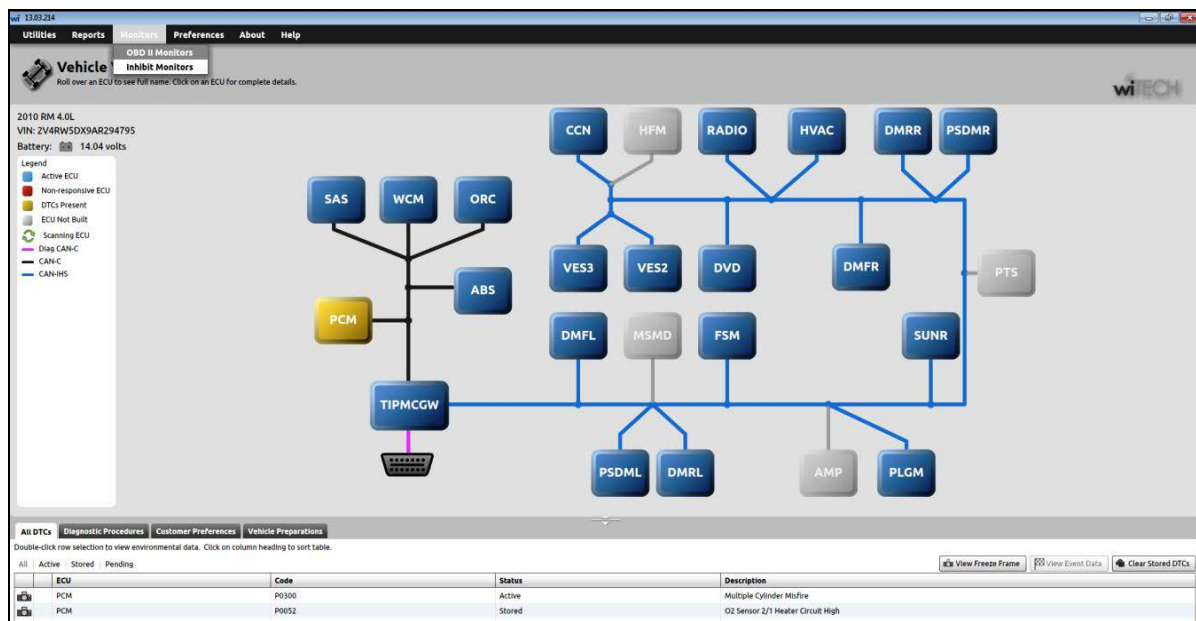 wi 13.03.214
Utilities Reports Monitors Preferences About Help
OBD II Monitors
Inhibit Monitors
Vehicle
Roll over an ECU to see full name. Click on an ECU for complete details.
wiTECH
2010 RM 4.0L
VIN: 2V4RW5DX9AR294795
Battery: 14.04 volts
Legend
Active ECU
Non-responsive ECU
DTCs Present
ECU Not Built
Scanning ECU
Diag CAN-C
CAN-C
CAN-IHS
CCN HFM RADIO HVAC DMRR PSDMR
SAS WCM ORC
VES3 VES2 DVD DMFR PTS
ABS
PCM
DMFL MSMD FSM SUNR
TIPMCGW
PSDML DMRL AMP PLGM
All DTCs Diagnostic Procedures Customer Preferences Vehicle Preparations
Double-click row selection to view environmental data. Click on column heading to sort table.
All Active Stored Pending View Freeze Frame View Event Data Clear Stored DTCs
ECU Code Status Description
PCM P0300 Active Multiple Cylinder Misfire
PCM P0052 Stored O2 Sensor 2/1 Heater Circuit High